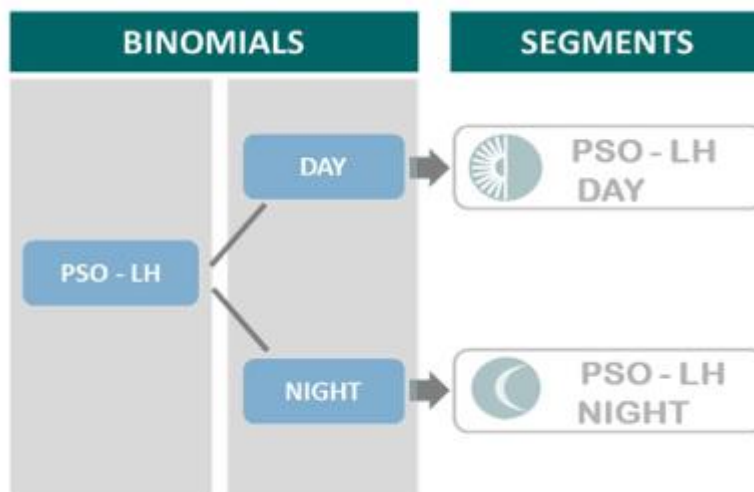 BINOMIALS
SEGMENTS
DAY
PSO - LH
DAY
PSO - LH
NIGHT
PSO - LH
NIGHT